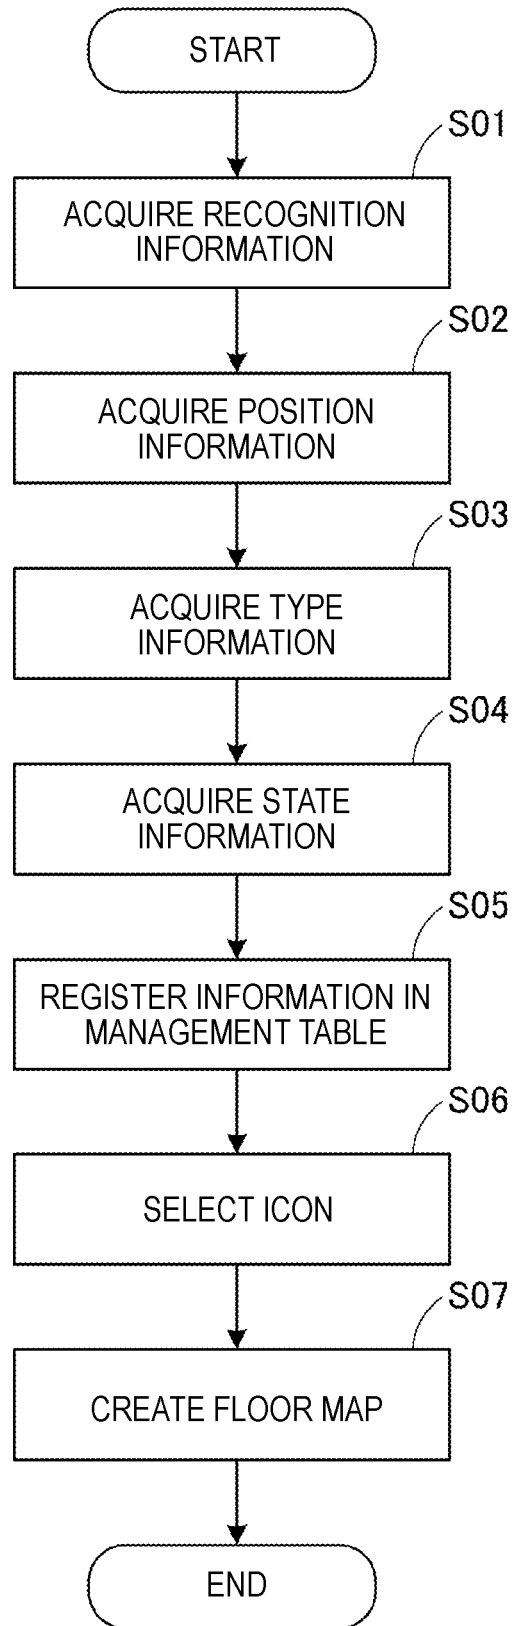 START
S01
ACQUIRE RECOGNITION
INFORMATION
S02
ACQUIRE POSITION
INFORMATION
S03
ACQUIRE TYPE
INFORMATION
S04
ACQUIRE STATE
INFORMATION
S05
REGISTER INFORMATION IN
MANAGEMENT TABLE
S06
SELECT ICON
S07
CREATE FLOOR MAP
END